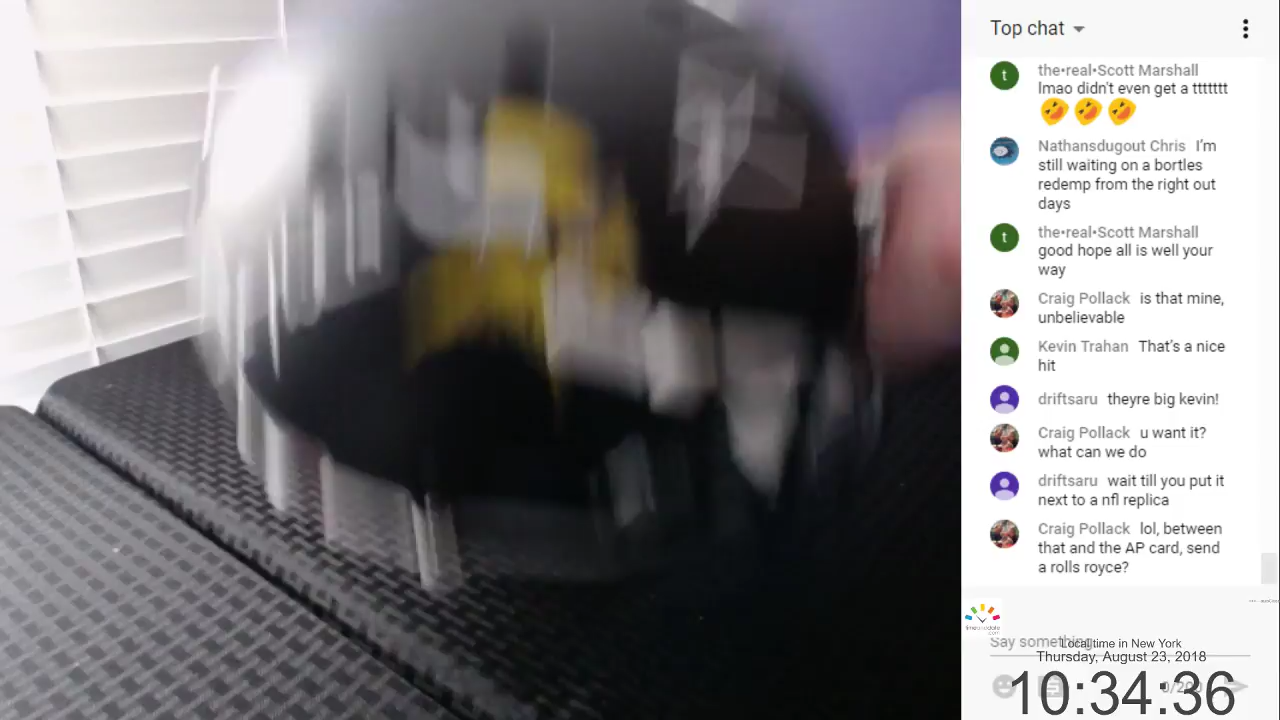 Top chat
the•real•Scott Marshall
lmao didn't even get a ttttttt
Nathansdugout Chris I'm
still waiting on a bortles
redemp from the right out
days
the•real•Scott Marshall
good hope all is well your
way
Craig Pollack is that mine,
unbelievable
Kevin Trahan That's a nice
hit
driftsaru theyre big kevin!
Craig Pollack u want it?
what can we do
driftsaru wait till you put it
next to a nfl replica
Craig Pollack lol, between
that and the AP card, send
a rolls royce?
Say something
Local time in New York
Thursday, August 23, 2018
10:34:36